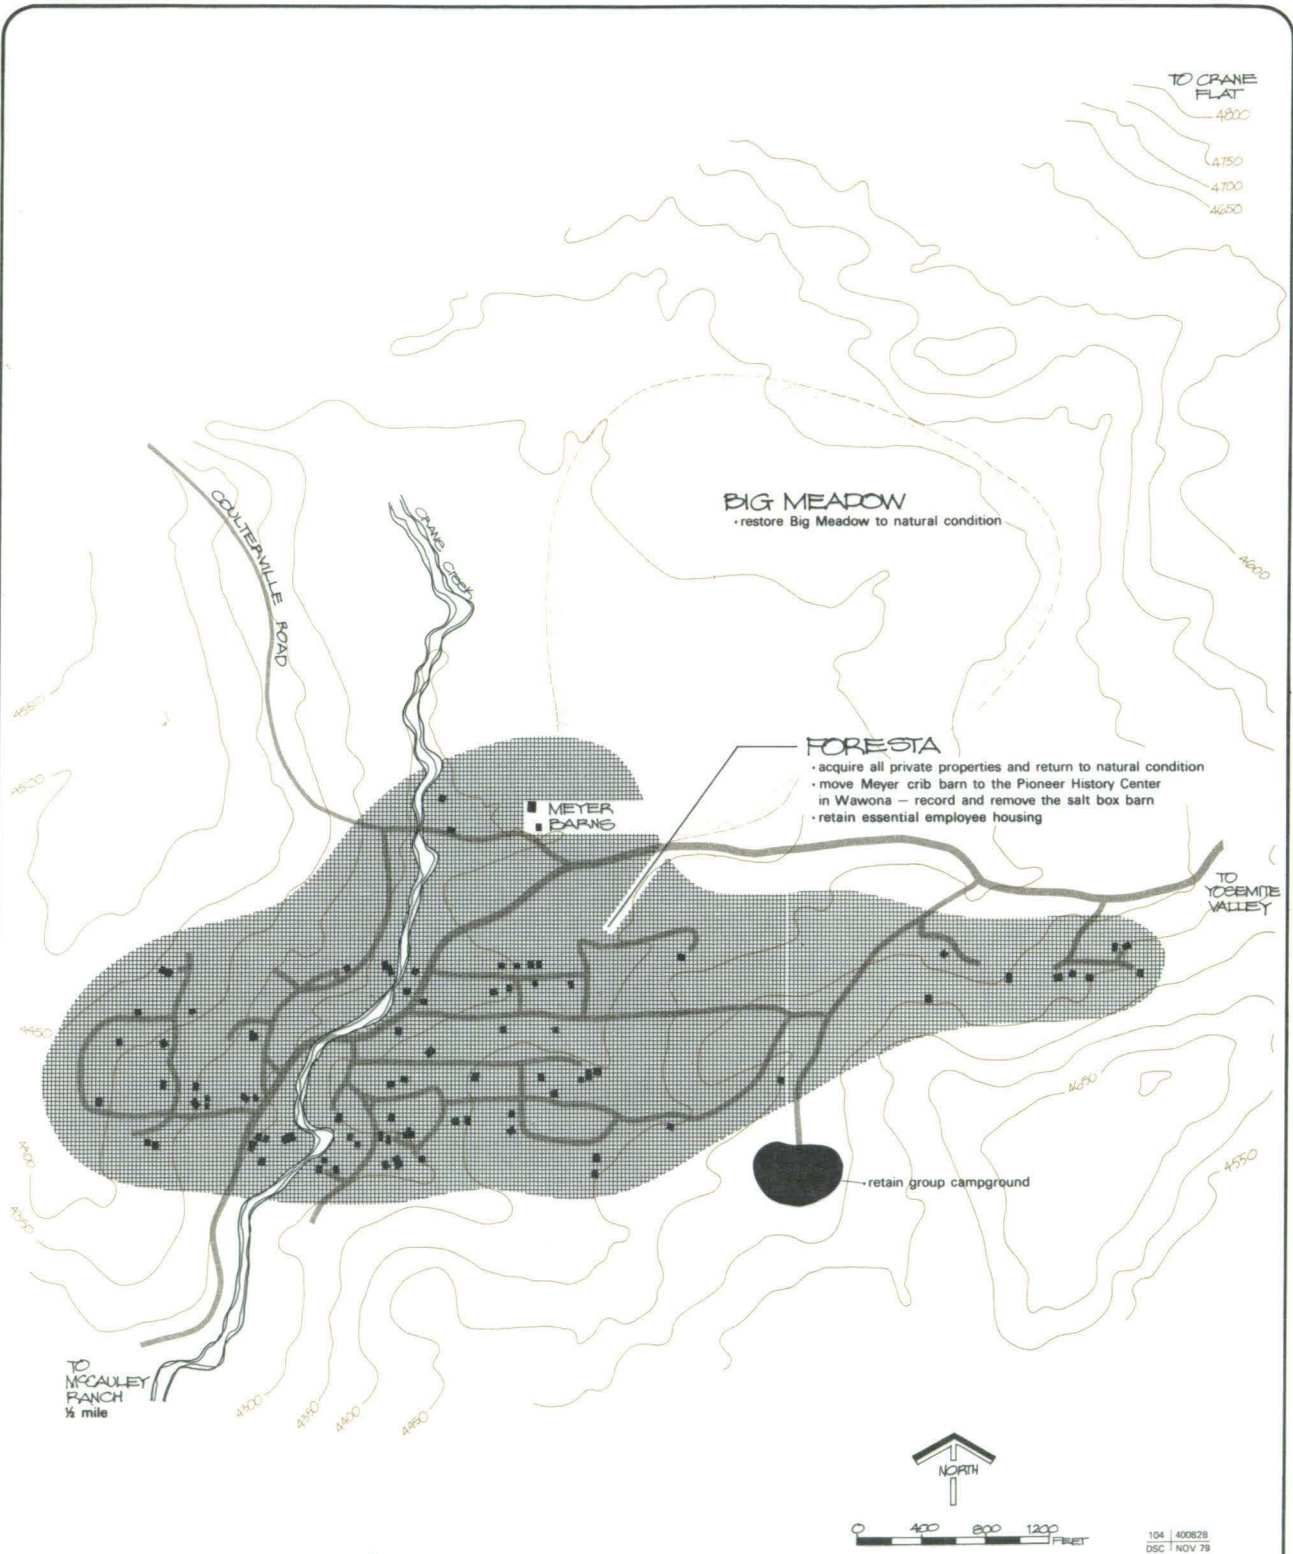 TO CRANE
FLAT
4800
4750
4700
4650
COULTERVILLE ROAD
CRANE CREEK
BIG MEADOW
• restore Big Meadow to natural condition
4600
4550
4500
FORESTA
• acquire all private properties and return to natural condition
• move Meyer crib barn to the Pioneer History Center
in Wawona — record and remove the salt box barn
• retain essential employee housing
MEYER
BARNS
TO
YOSEMITE
VALLEY
4450
4400
4350
4650
4550
• retain group campground
TO
McCAULEY
RANCH
½ mile
4300
4350
4400
4450
NORTH
0 400 800 1200
FEET
104 40082B
DSC NOV 79